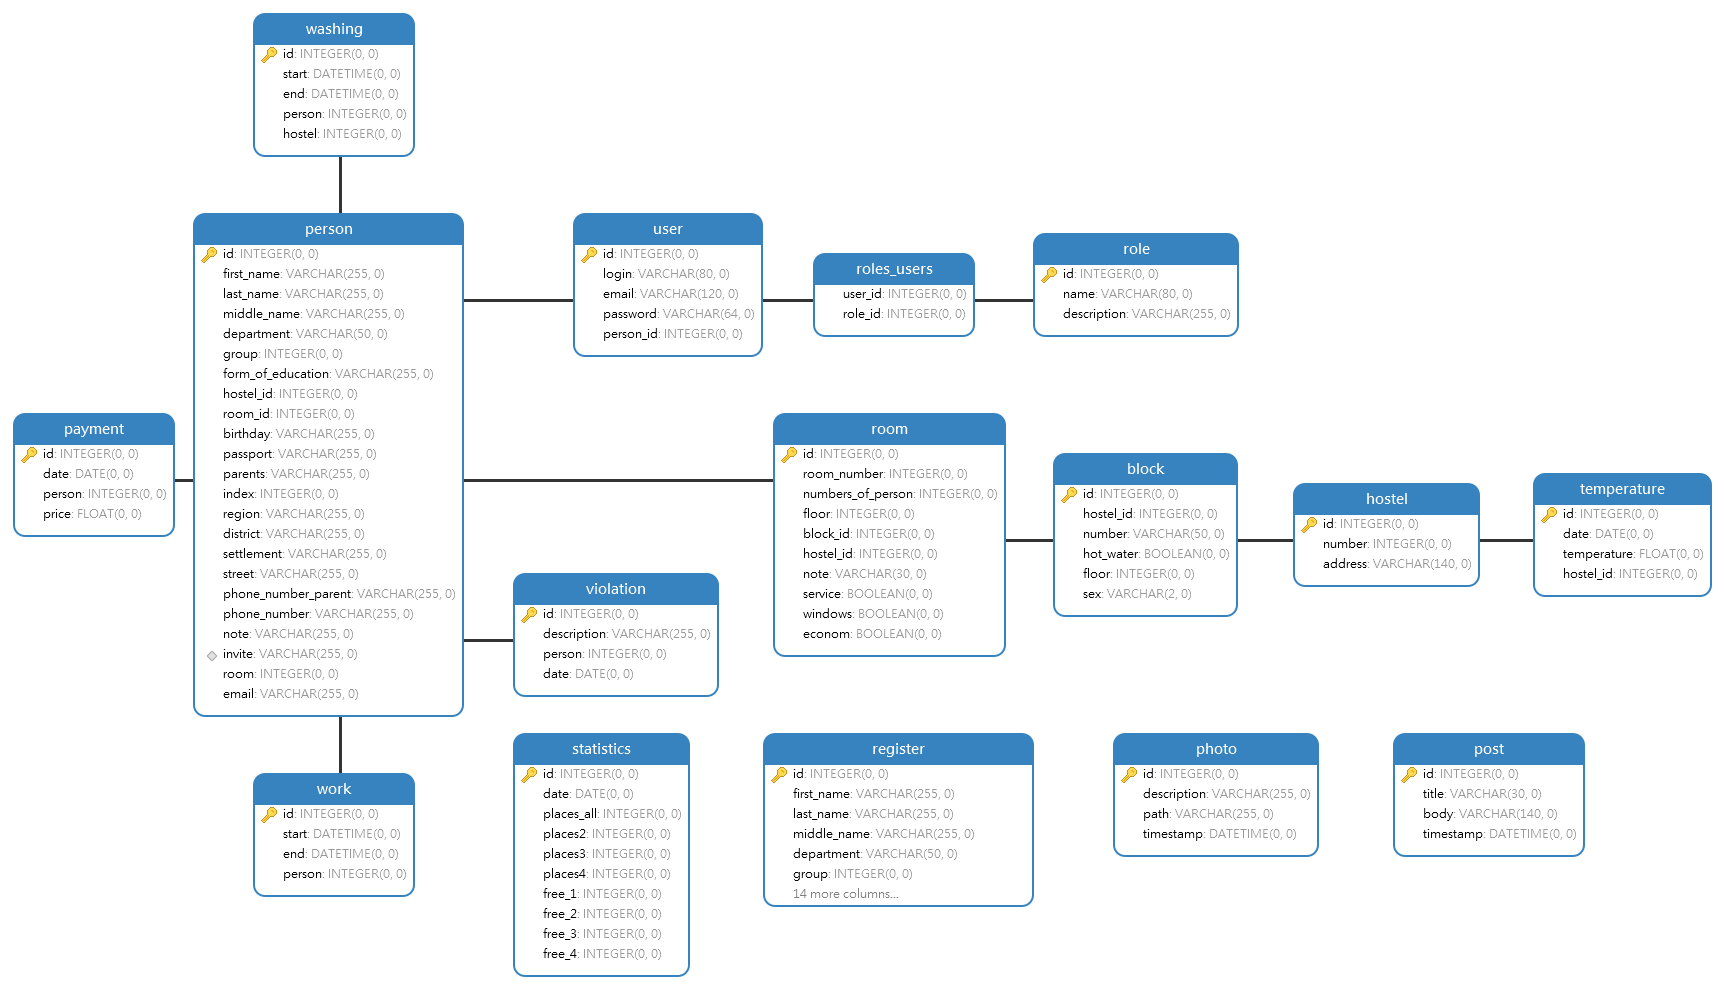 washing
id: INTEGER(0, 0)
start: DATETIME(0, 0)
end: DATETIME(0, 0)
person: INTEGER(0, 0)
hostel: INTEGER(0, 0)
person
id: INTEGER(0, 0)
first_name: VARCHAR(255, 0)
last_name: VARCHAR(255, 0)
middle_name: VARCHAR(255, 0)
department: VARCHAR(50, 0)
group: INTEGER(0, 0)
form_of_education: VARCHAR(255, 0)
hostel_id: INTEGER(0, 0)
room_id: INTEGER(0, 0)
birthday: VARCHAR(255, 0)
passport: VARCHAR(255, 0)
parents: VARCHAR(255, 0)
index: INTEGER(0, 0)
region: VARCHAR(255, 0)
district: VARCHAR(255, 0)
settlement: VARCHAR(255, 0)
street: VARCHAR(255, 0)
phone_number_parent: VARCHAR(255, 0)
phone_number: VARCHAR(255, 0)
note: VARCHAR(255, 0)
invite: VARCHAR(255, 0)
room: INTEGER(0, 0)
email: VARCHAR(255, 0)
user
id: INTEGER(0, 0)
login: VARCHAR(80, 0)
email: VARCHAR(120, 0)
password: VARCHAR(64, 0)
person_id: INTEGER(0, 0)
roles_users
user_id: INTEGER(0, 0)
role_id: INTEGER(0, 0)
role
id: INTEGER(0, 0)
name: VARCHAR(80, 0)
description: VARCHAR(255, 0)
payment
id: INTEGER(0, 0)
date: DATE(0, 0)
person: INTEGER(0, 0)
price: FLOAT(0, 0)
room
id: INTEGER(0, 0)
room_number: INTEGER(0, 0)
numbers_of_person: INTEGER(0, 0)
floor: INTEGER(0, 0)
block_id: INTEGER(0, 0)
hostel_id: INTEGER(0, 0)
note: VARCHAR(30, 0)
service: BOOLEAN(0, 0)
windows: BOOLEAN(0, 0)
econom: BOOLEAN(0, 0)
block
id: INTEGER(0, 0)
hostel_id: INTEGER(0, 0)
number: VARCHAR(50, 0)
hot_water: BOOLEAN(0, 0)
floor: INTEGER(0, 0)
sex: VARCHAR(2, 0)
hostel
id: INTEGER(0, 0)
number: INTEGER(0, 0)
address: VARCHAR(140, 0)
temperature
id: INTEGER(0, 0)
date: DATE(0, 0)
temperature: FLOAT(0, 0)
hostel_id: INTEGER(0, 0)
violation
id: INTEGER(0, 0)
description: VARCHAR(255, 0)
person: INTEGER(0, 0)
date: DATE(0, 0)
work
id: INTEGER(0, 0)
start: DATETIME(0, 0)
end: DATETIME(0, 0)
person: INTEGER(0, 0)
statistics
id: INTEGER(0, 0)
date: DATE(0, 0)
places_all: INTEGER(0, 0)
places2: INTEGER(0, 0)
places3: INTEGER(0, 0)
places4: INTEGER(0, 0)
free_1: INTEGER(0, 0)
free_2: INTEGER(0, 0)
free_3: INTEGER(0, 0)
free_4: INTEGER(0, 0)
register
id: INTEGER(0, 0)
first_name: VARCHAR(255, 0)
last_name: VARCHAR(255, 0)
middle_name: VARCHAR(255, 0)
department: VARCHAR(50, 0)
group: INTEGER(0, 0)
14 more columns...
photo
id: INTEGER(0, 0)
description: VARCHAR(255, 0)
path: VARCHAR(255, 0)
timestamp: DATETIME(0, 0)
post
id: INTEGER(0, 0)
title: VARCHAR(30, 0)
body: VARCHAR(140, 0)
timestamp: DATETIME(0, 0)